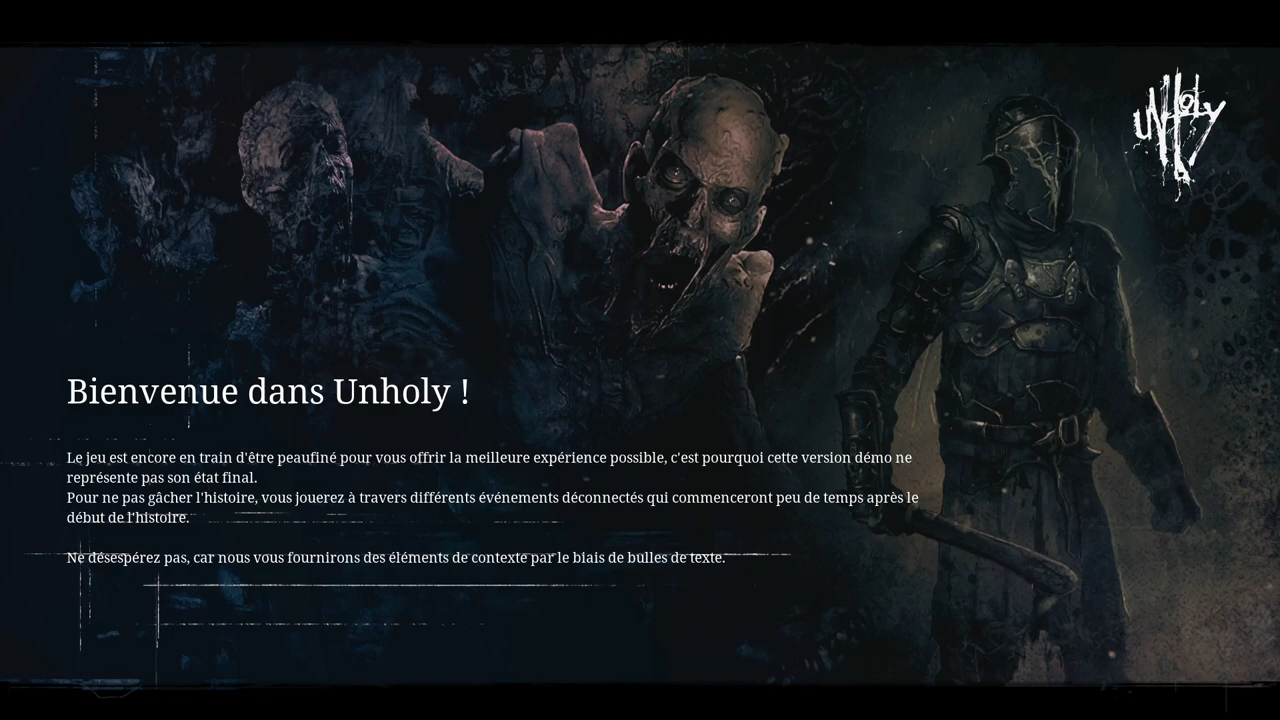 unholy
Bienvenue dans Unholy !
Le jeu est encore en train d'être peaufiné pour vous offrir la meilleure expérience possible, c'est pourquoi cette version démo ne
représente pas son état final.
Pour ne pas gâcher l'histoire, vous jouerez à travers différents événements déconnectés qui commenceront peu de temps après le
début de l'histoire.
Ne désespérez pas, car nous vous fournirons des éléments de contexte par le biais de bulles de texte.